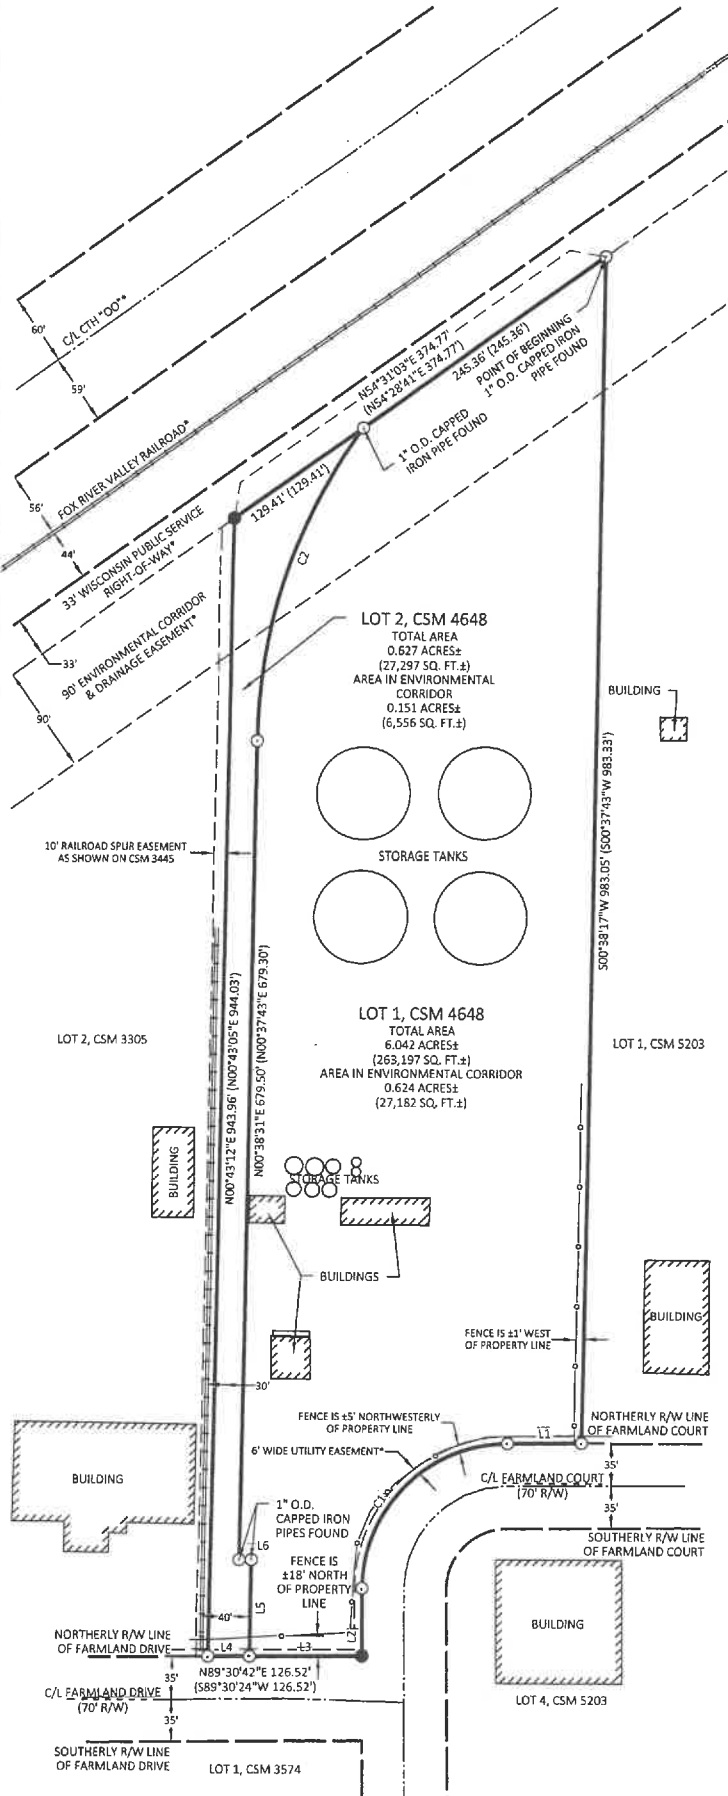 60'
C/L CTH "OO"*
59'
FOX RIVER VALLEY RAILROAD*
56'
44'
33' WISCONSIN PUBLIC SERVICE
RIGHT-OF-WAY*
33'
90' ENVIRONMENTAL CORRIDOR
& DRAINAGE EASEMENT*
90'
N54°31'03"E 374.77'
(N54°28'41"E 374.77')
245.36' (245.36')
POINT OF BEGINNING
1" O.D. CAPPED IRON
PIPE FOUND
1" O.D. CAPPED
IRON PIPE FOUND
129.41' (129.41')
C2
LOT 2, CSM 4648
TOTAL AREA
0.627 ACRES±
(27,297 SQ. FT.±)
AREA IN ENVIRONMENTAL
CORRIDOR
0.151 ACRES±
(6,556 SQ. FT.±)
BUILDING
S00°38'17"W 983.05' (S00°37'43"W 983.33')
10' RAILROAD SPUR EASEMENT
AS SHOWN ON CSM 3445
STORAGE TANKS
N00°43'12"E 943.96' (N00°43'05"E 944.03')
N00°38'31"E 679.50' (N00°37'43"E 679.30')
LOT 1, CSM 4648
TOTAL AREA
6.042 ACRES±
(263,197 SQ. FT.±)
AREA IN ENVIRONMENTAL CORRIDOR
0.624 ACRES±
(27,182 SQ. FT.±)
LOT 2, CSM 3305
LOT 1, CSM 5203
BUILDING
STORAGE TANKS
BUILDINGS
BUILDING
FENCE IS ±1' WEST
OF PROPERTY LINE
30'
FENCE IS ±5' NORTHWESTERLY
OF PROPERTY LINE
L1
NORTHERLY R/W LINE
OF FARMLAND COURT
6' WIDE UTILITY EASEMENT*
35'
C/L FARMLAND COURT
(70' R/W)
35'
BUILDING
C1
1" O.D.
CAPPED IRON
PIPES FOUND
SOUTHERLY R/W LINE
OF FARMLAND COURT
L6
FENCE IS
±18' NORTH
OF PROPERTY
LINE
L5
40'
L2
BUILDING
NORTHERLY R/W LINE
OF FARMLAND DRIVE
L4
L3
N89°30'42"E 126.52'
(S89°30'24"W 126.52')
35'
C/L FARMLAND DRIVE
(70' R/W)
35'
LOT 4, CSM 5203
SOUTHERLY R/W LINE
OF FARMLAND DRIVE
LOT 1, CSM 3574